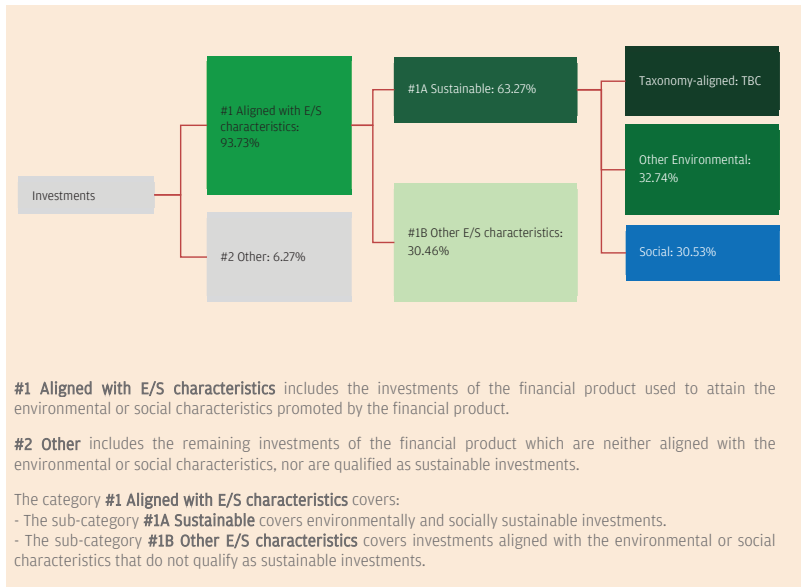 Investments
#1 Aligned with E/S
characteristics:
93.73%
#2 Other: 6.27%
#1A Sustainable: 63.27%
#1B Other E/S characteristics:
30.46%
Taxonomy-aligned: TBC
Other Environmental:
32.74%
Social: 30.53%
#1 Aligned with E/S characteristics includes the investments of the financial product used to attain the
environmental or social characteristics promoted by the financial product.
#2 Other includes the remaining investments of the financial product which are neither aligned with the
environmental or social characteristics, nor are qualified as sustainable investments.
The category #1 Aligned with E/S characteristics covers:
- The sub-category #1A Sustainable covers environmentally and socially sustainable investments.
- The sub-category #1B Other E/S characteristics covers investments aligned with the environmental or social
characteristics that do not qualify as sustainable investments.